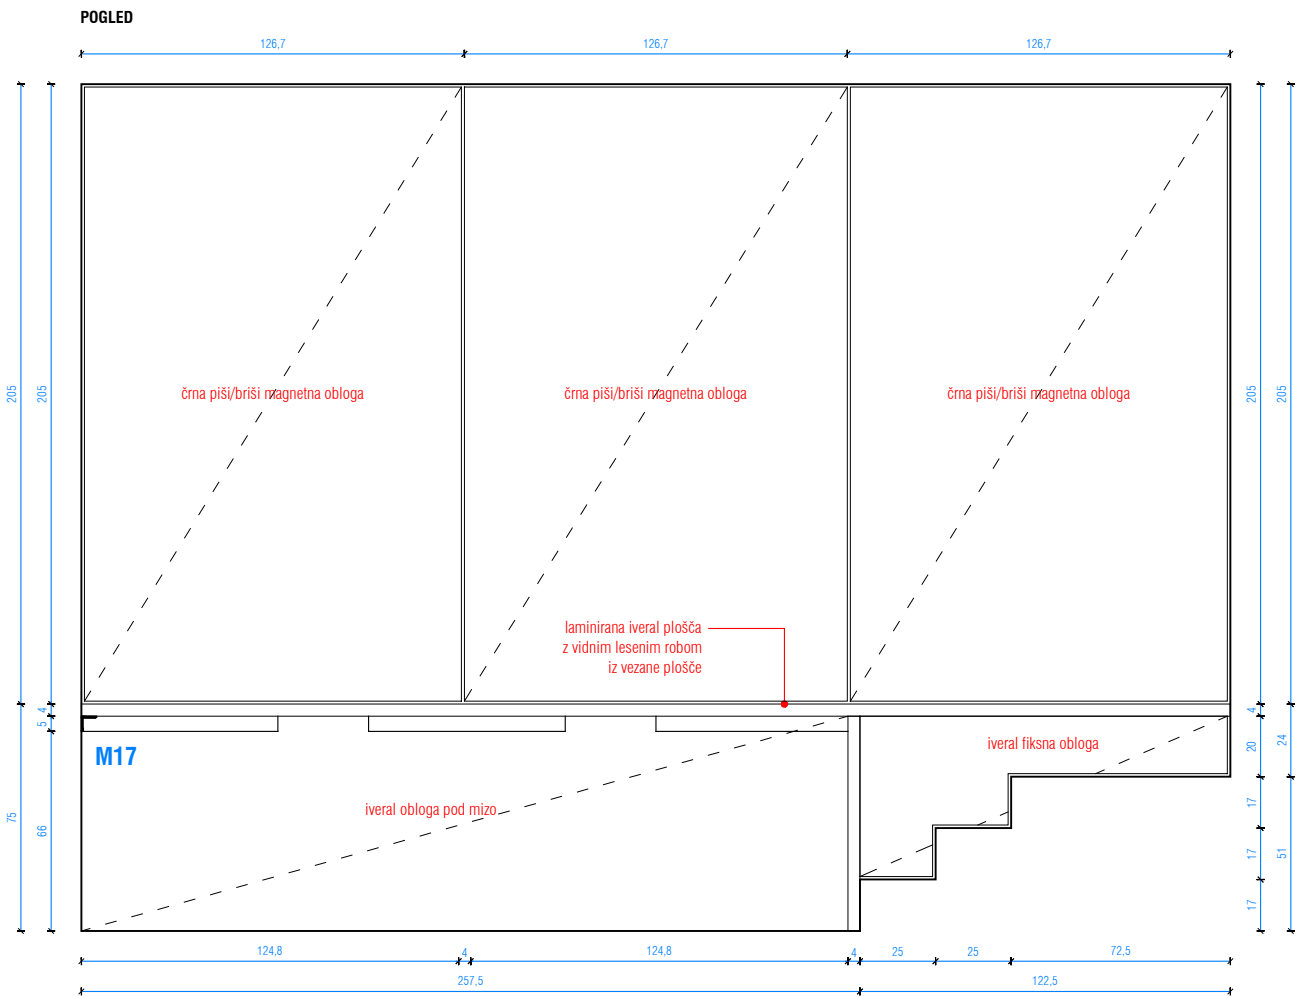 POGLED
126,7
126,7
126,7
205
205
205
205
črna piši/briši magnetna obloga
črna piši/briši magnetna obloga
črna piši/briši magnetna obloga
laminirana iveral plošča
z vidnim lesenim robom
iz vezane plošče
4
5
4
M17
iveral fiksna obloga
20
24
iveral obloga pod mizo
75
66
17
17
51
17
124,8
4
124,8
4
25
25
72,5
257,5
122,5